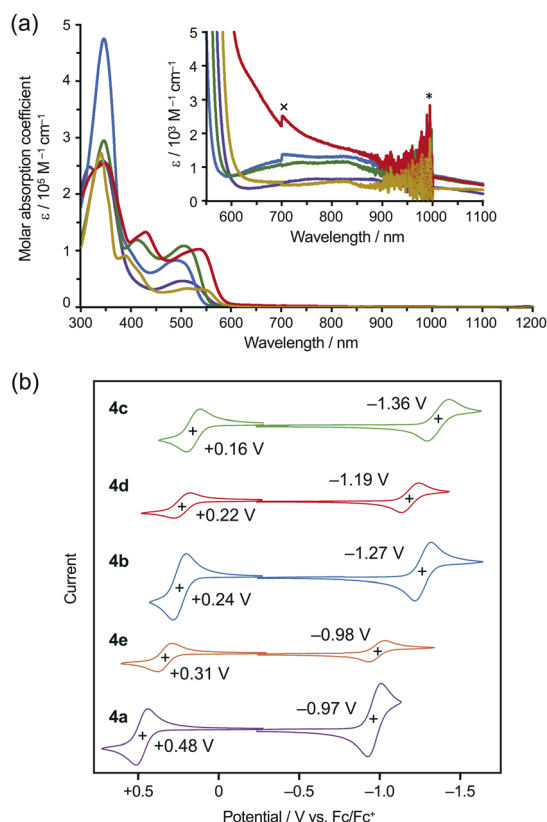 (a)
Molar absorption coefficient
ε / 10⁵ M⁻¹ cm⁻¹
5
4
3
2
1
0
300 400 500 600 700 800 900 1000 1100 1200
Wavelength / nm
ε / 10³ M⁻¹ cm⁻¹
5
4
3
2
1
0
×
*
600 700 800 900 1000 1100
Wavelength / nm
(b)
Current
4c
+0.16 V
−1.36 V
4d
+0.22 V
−1.19 V
4b
+0.24 V
−1.27 V
4e
+0.31 V
−0.98 V
4a
+0.48 V
−0.97 V
+0.5 0 −0.5 −1.0 −1.5
Potential / V vs. Fc/Fc⁺